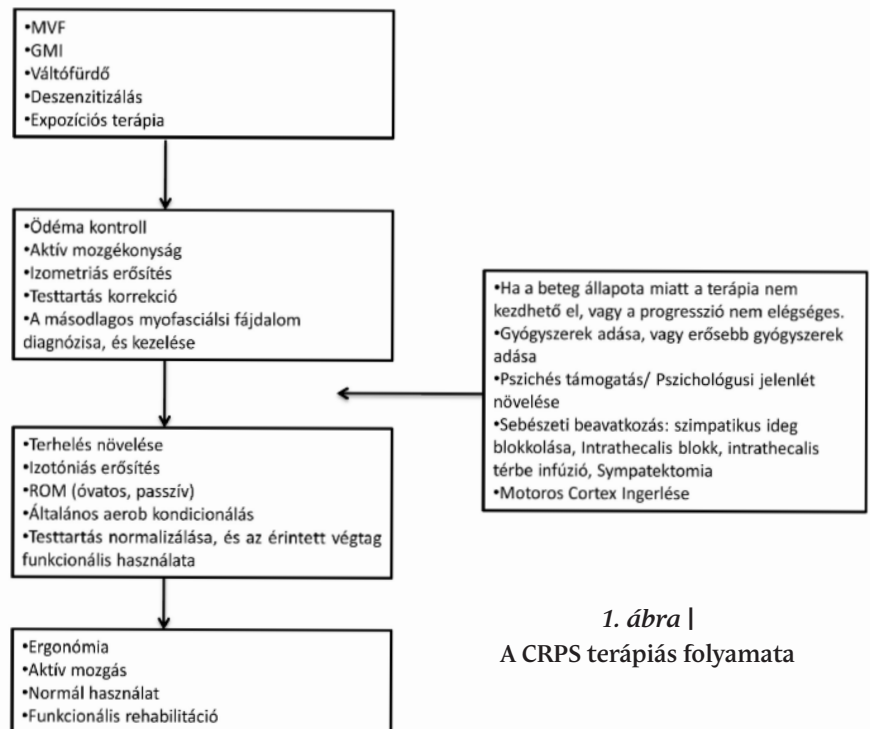 •MVF
•GMI
•Váltófürdő
•Deszenzitizálás
•Expozíciós terápia
•Ödéma kontroll
•Aktív mozgékonyság
•Izometriás erősítés
•Testtartás korrekció
•A másodlagos myofasciálsi fájdalom
diagnózisa, és kezelése
•Ha a beteg állapota miatt a terápia nem
kezdhető el, vagy a progresszió nem elégséges.
•Gyógyszerek adása, vagy erősebb gyógyszerek
adása
•Pszichés támogatás/ Pszichológusi jelenlét
növelése
•Sebészeti beavatkozás: szimpatikus ideg
blokkolása, Intrathecalis blokk, intrathecalis
térbe infúzió, Sympatektomia
•Motoros Cortex Ingerlése
•Terhelés növelése
•Izotóniás erősítés
•ROM (óvatos, passzív)
•Általános aerob kondicionálás
•Testtartás normalizálása, és az érintett végtag
funkcionális használata
•Ergonómia
•Aktív mozgás
•Normál használat
•Funkcionális rehabilitáció
1. ábra |
A CRPS terápiás folyamata